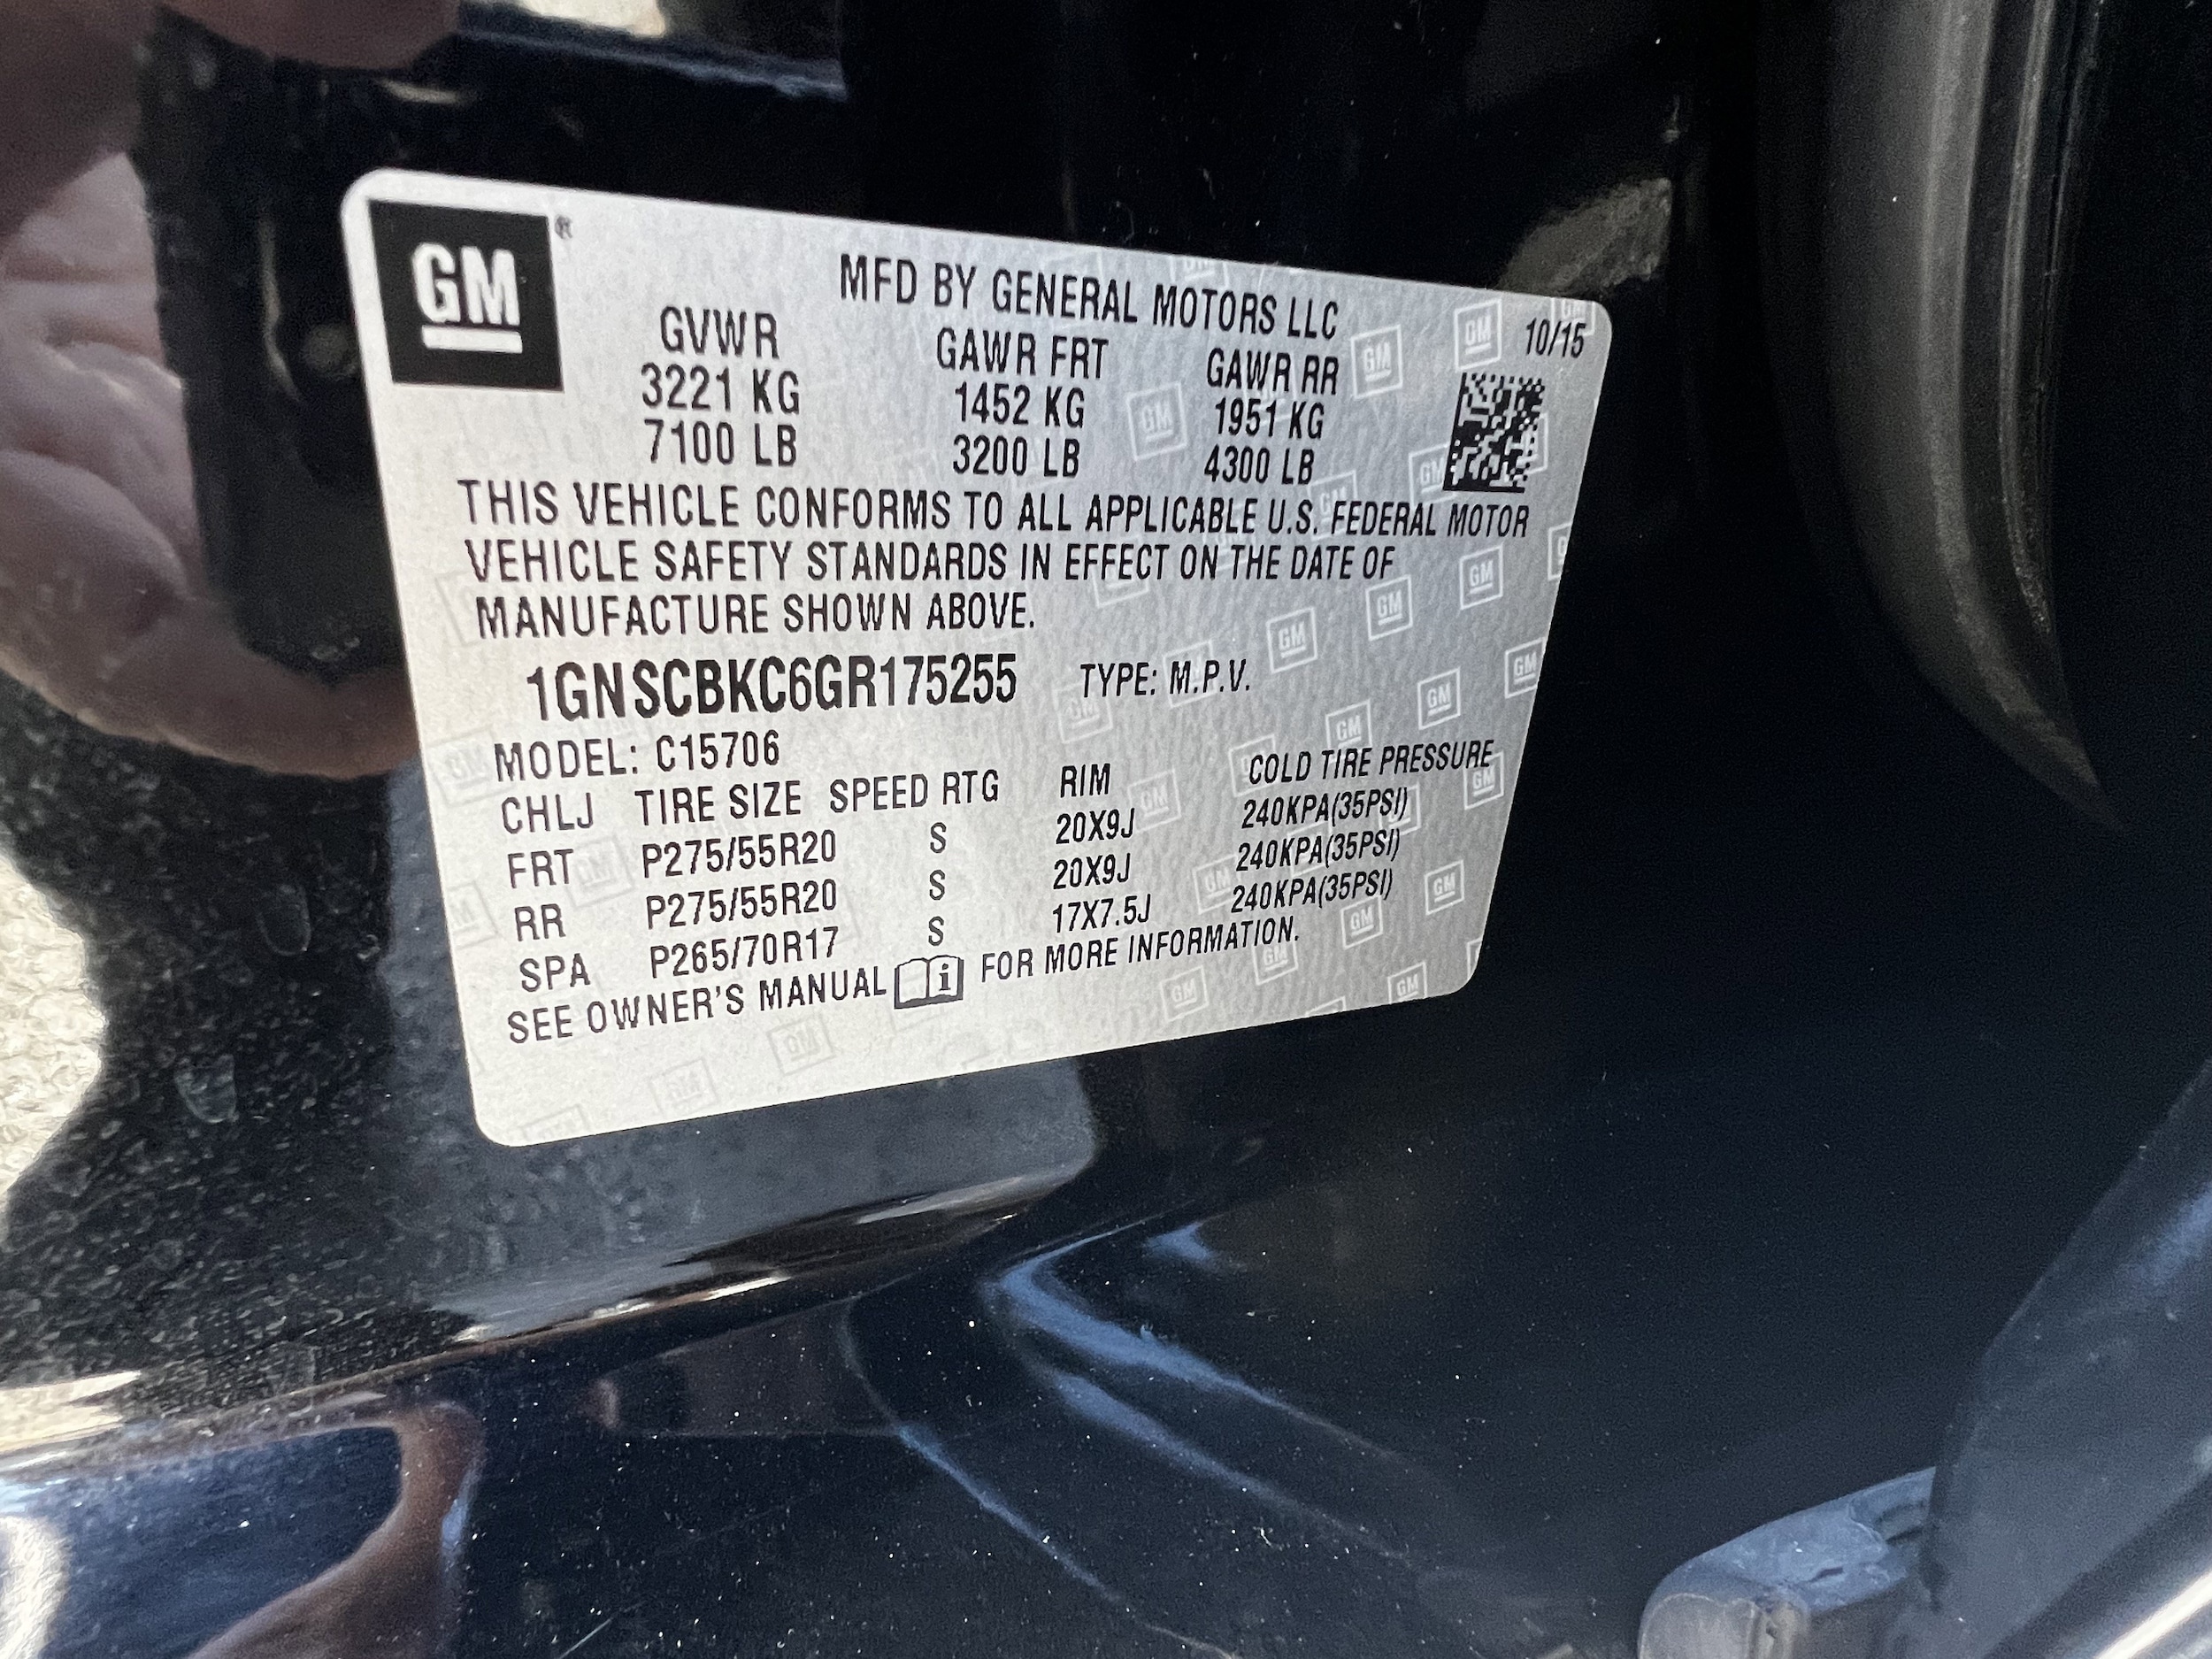 GM ®
MFD BY GENERAL MOTORS LLC
10/15
GVWR GAWR FRT GAWR RR
3221 KG 1452 KG 1951 KG
7100 LB 3200 LB 4300 LB
THIS VEHICLE CONFORMS TO ALL APPLICABLE U.S. FEDERAL MOTOR
VEHICLE SAFETY STANDARDS IN EFFECT ON THE DATE OF
MANUFACTURE SHOWN ABOVE.
1GNSCBKC6GR175255 TYPE: M.P.V.
MODEL: C15706
CHLJ TIRE SIZE SPEED RTG RIM COLD TIRE PRESSURE
FRT P275/55R20 S 20X9J 240KPA(35PSI)
RR P275/55R20 S 20X9J 240KPA(35PSI)
SPA P265/70R17 S 17X7.5J 240KPA(35PSI)
SEE OWNER'S MANUAL i FOR MORE INFORMATION.